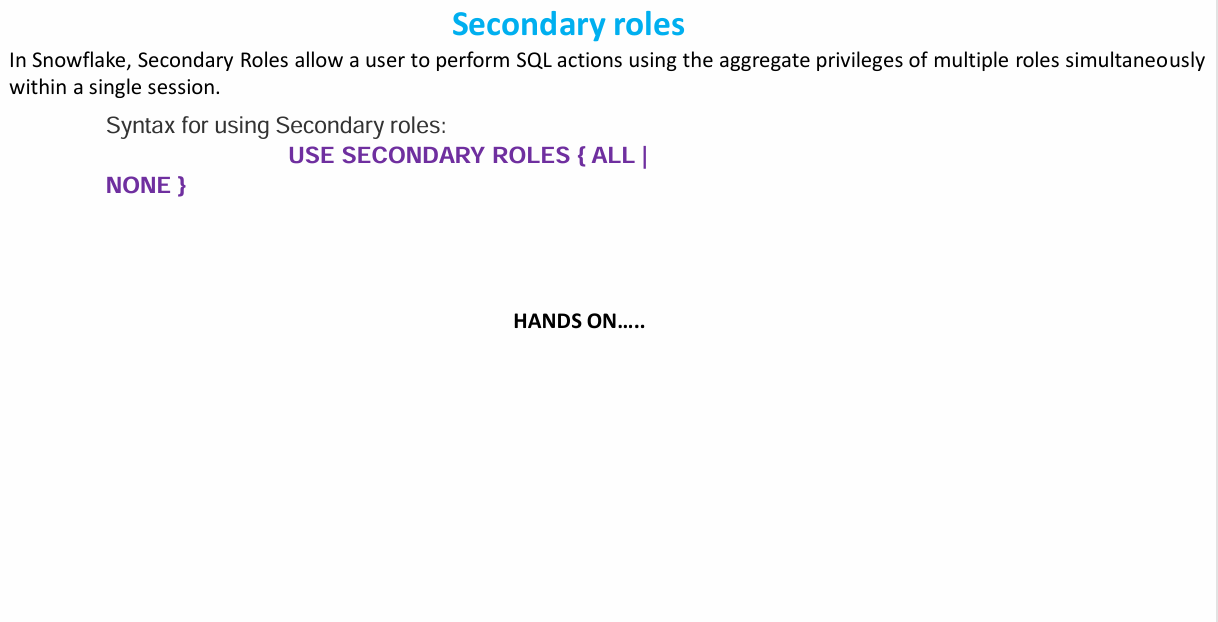 Secondary roles
In Snowflake, Secondary Roles allow a user to perform SQL actions using the aggregate privileges of multiple roles simultaneously
within a single session.
Syntax for using Secondary roles:
USE SECONDARY ROLES { ALL |
NONE }
HANDS ON…..